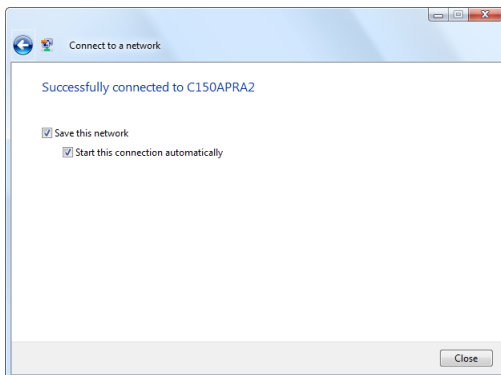 Connect to a network
Successfully connected to C150APRA2
Save this network
Start this connection automatically
Close